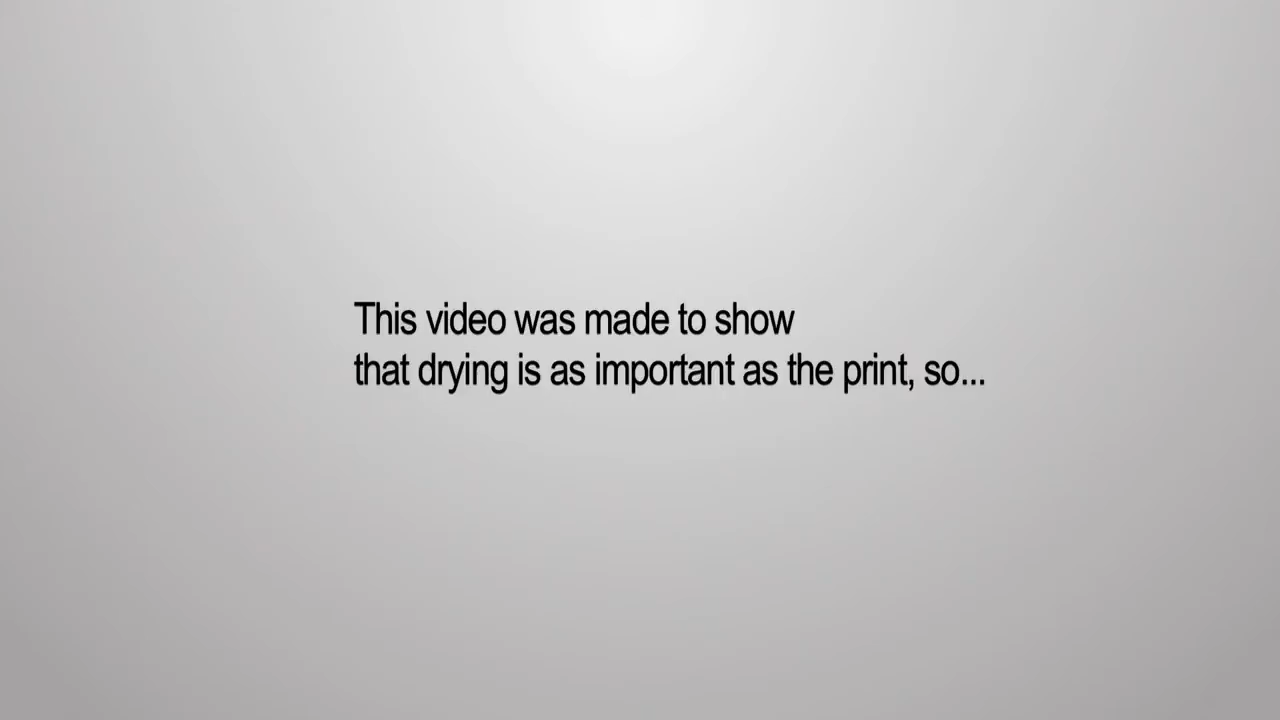 This video was made to show
that drying is as important as the print, so...